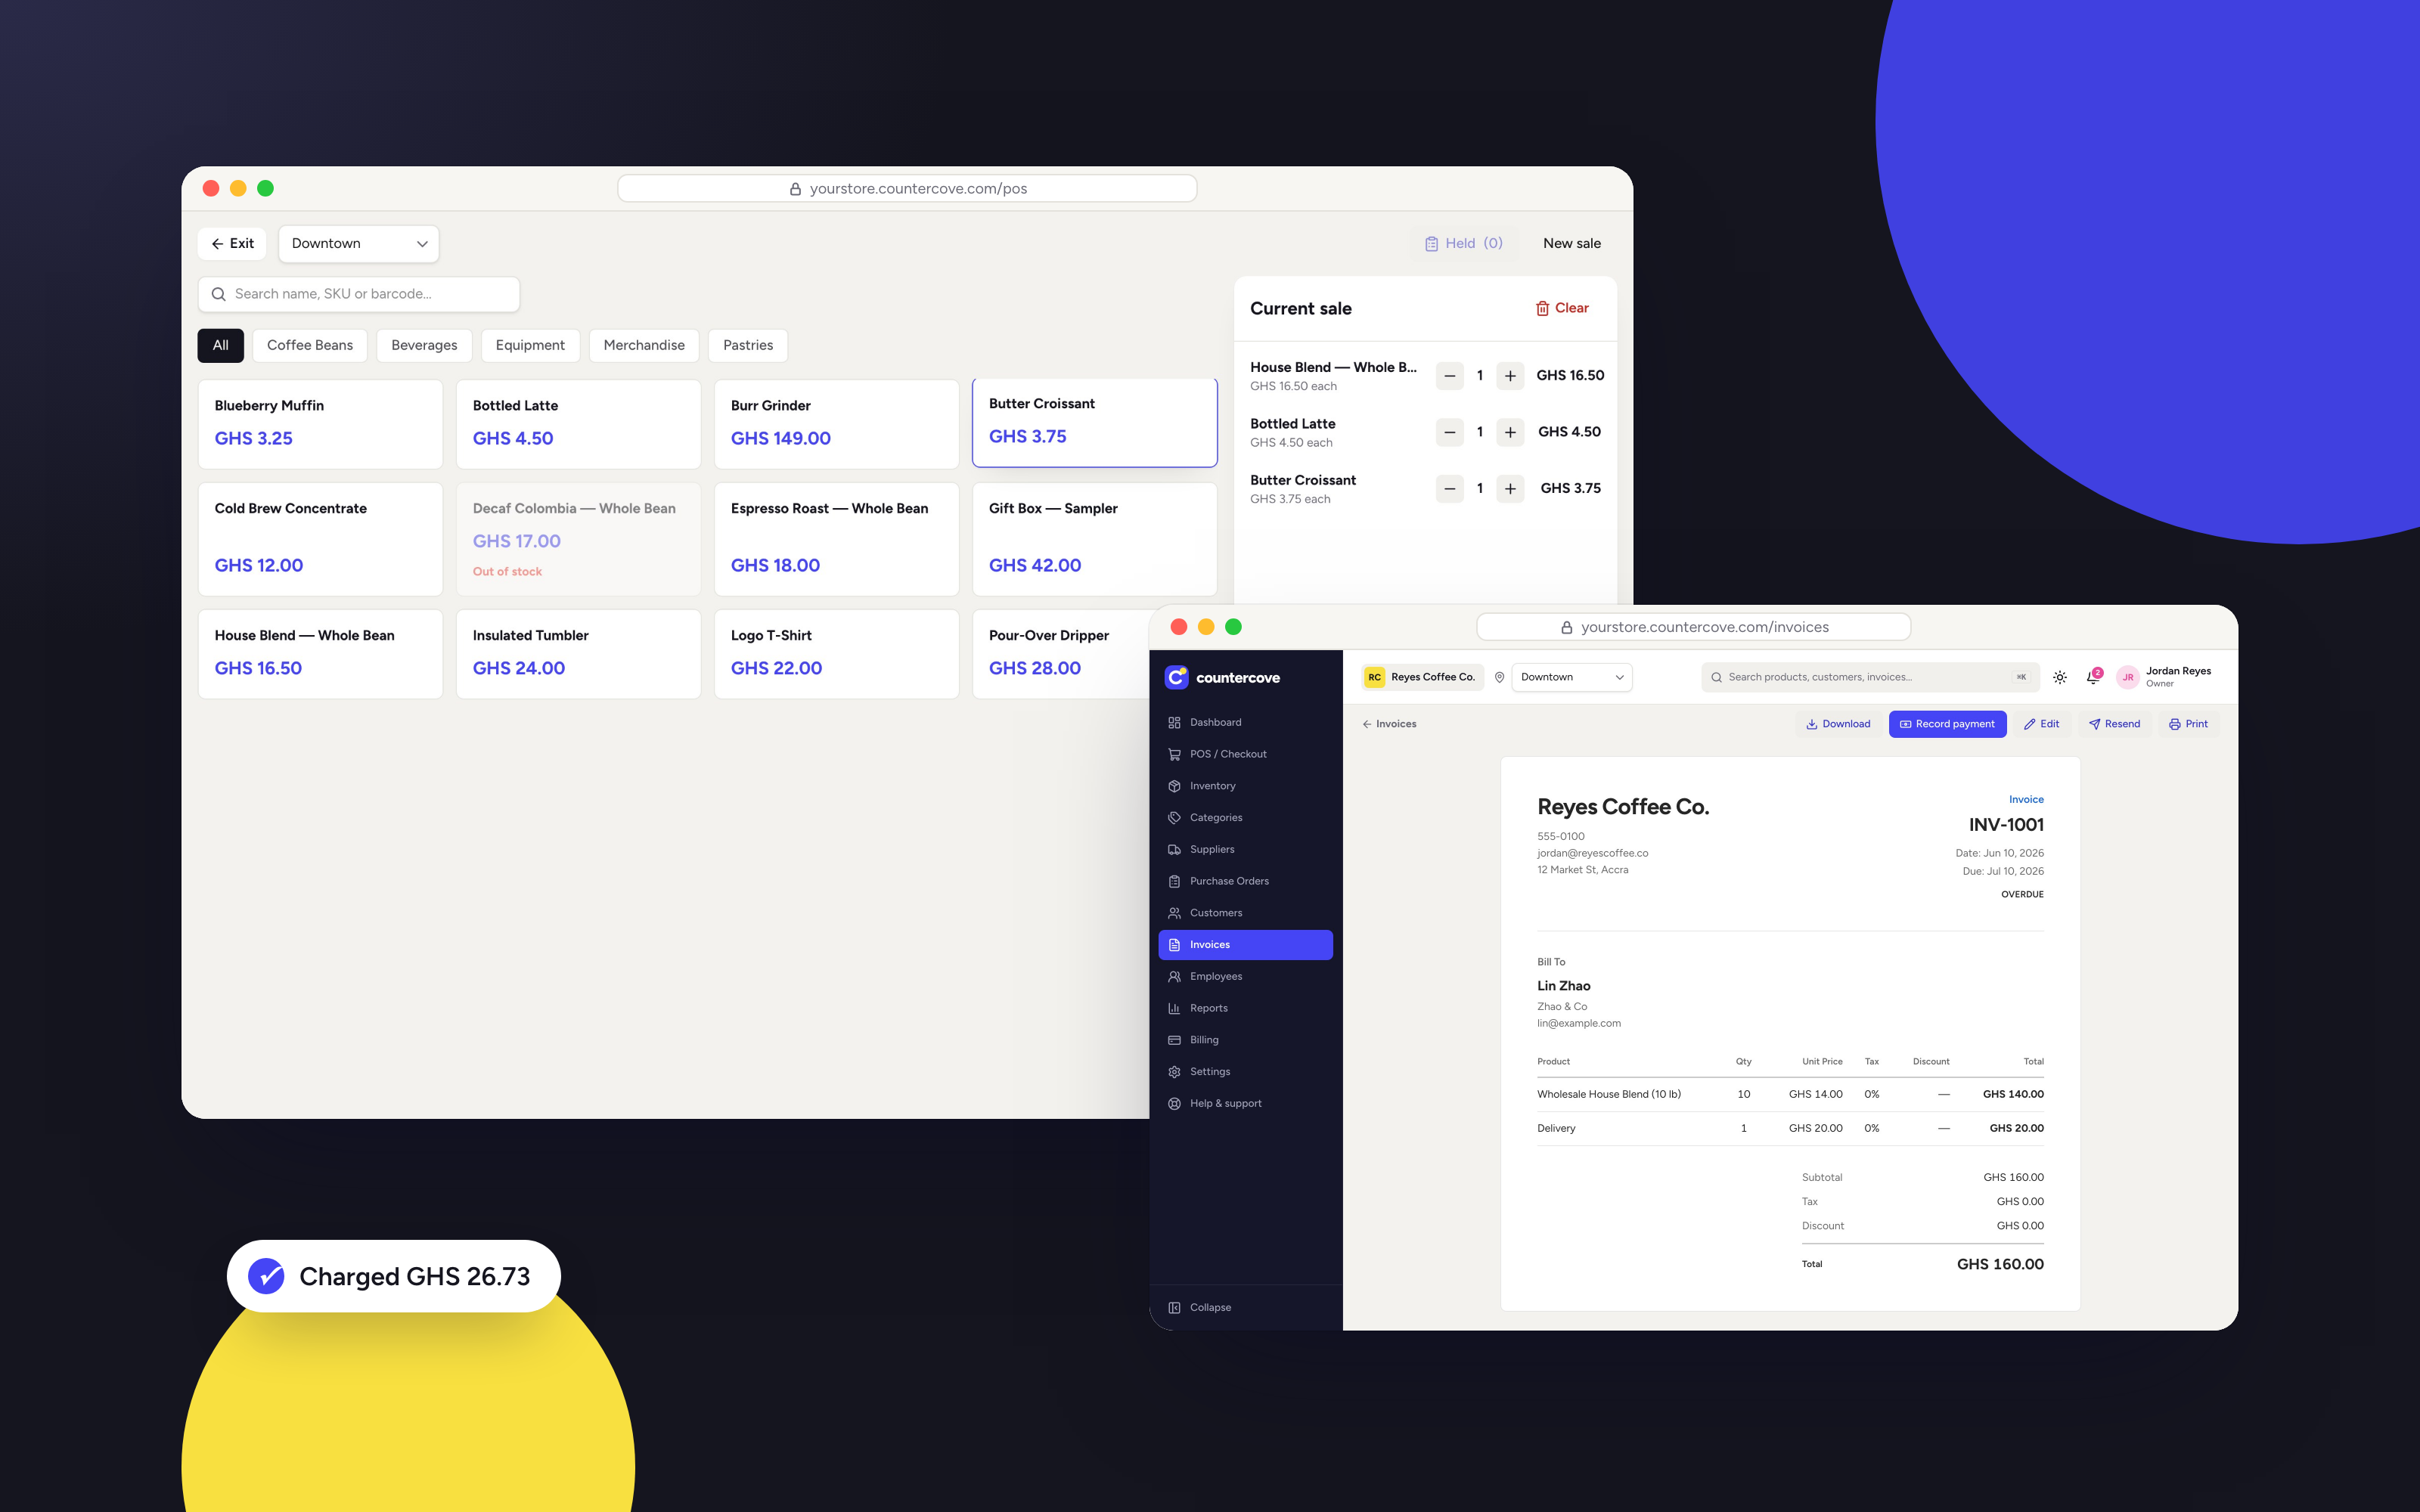 yourstore.countercove.com/pos
Exit
Downtown
Held (0)
New sale
Search name, SKU or barcode...
All
Coffee Beans
Beverages
Equipment
Merchandise
Pastries
Blueberry Muffin
GHS 3.25
Bottled Latte
GHS 4.50
Burr Grinder
GHS 149.00
Butter Croissant
GHS 3.75
Cold Brew Concentrate
GHS 12.00
Decaf Colombia — Whole Bean
GHS 17.00
Out of stock
Espresso Roast — Whole Bean
GHS 18.00
Gift Box — Sampler
GHS 42.00
House Blend — Whole Bean
GHS 16.50
Insulated Tumbler
GHS 24.00
Logo T-Shirt
GHS 22.00
Pour-Over Dripper
GHS 28.00
Current sale
Clear
House Blend — Whole B...
GHS 16.50 each
1
GHS 16.50
Bottled Latte
GHS 4.50 each
1
GHS 4.50
Butter Croissant
GHS 3.75 each
1
GHS 3.75
yourstore.countercove.com/invoices
countercove
Dashboard
POS / Checkout
Inventory
Categories
Suppliers
Purchase Orders
Customers
Invoices
Employees
Reports
Billing
Settings
Help & support
Collapse
RC
Reyes Coffee Co.
Downtown
Search products, customers, invoices...
⌘K
2
JR
Jordan Reyes
Owner
Invoices
Download
Record payment
Edit
Resend
Print
Reyes Coffee Co.
555-0100
jordan@reyescoffee.co
12 Market St, Accra
Invoice
INV-1001
Date: Jun 10, 2026
Due: Jul 10, 2026
OVERDUE
Bill To
Lin Zhao
Zhao & Co
lin@example.com
Product Qty Unit Price Tax Discount Total
Wholesale House Blend (10 lb) 10 GHS 14.00 0% — GHS 140.00
Delivery 1 GHS 20.00 0% — GHS 20.00
Subtotal GHS 160.00
Tax GHS 0.00
Discount GHS 0.00
Total GHS 160.00
Charged GHS 26.73